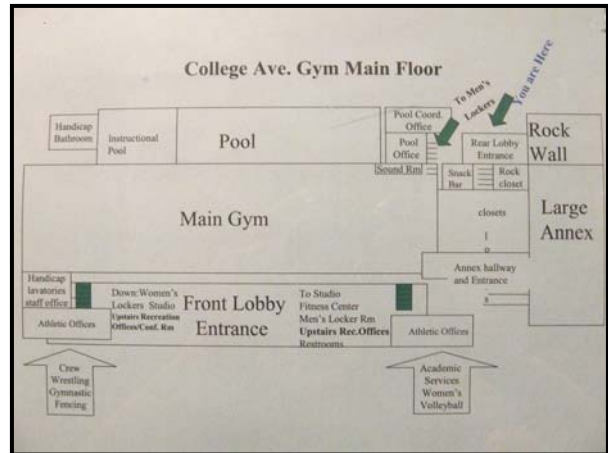 College Ave. Gym Main Floor
To Men's
Lockers
You are Here
Handicap
Bathroom
Instructional
Pool
Pool
Pool Coord.
Office
Pool
Office
Sound Rm
Rear Lobby
Entrance
Rock
Wall
Snack
Bar
Rock
closet
Main Gym
closets
Large
Annex
Annex hallway
and Entrance
Handicap
lavatories
staff office
Athletic Offices
Down:Women's
Lockers Studio
Upstairs Recreation
Offices/Conf. Rm
Front Lobby
Entrance
To Studio
Fitness Center
Men's Locker Rm
Upstairs Rec.Offices
Restrooms
Athletic Offices
Crew
Wrestling
Gymnastic
Fencing
Academic
Services
Women's
Volleyball